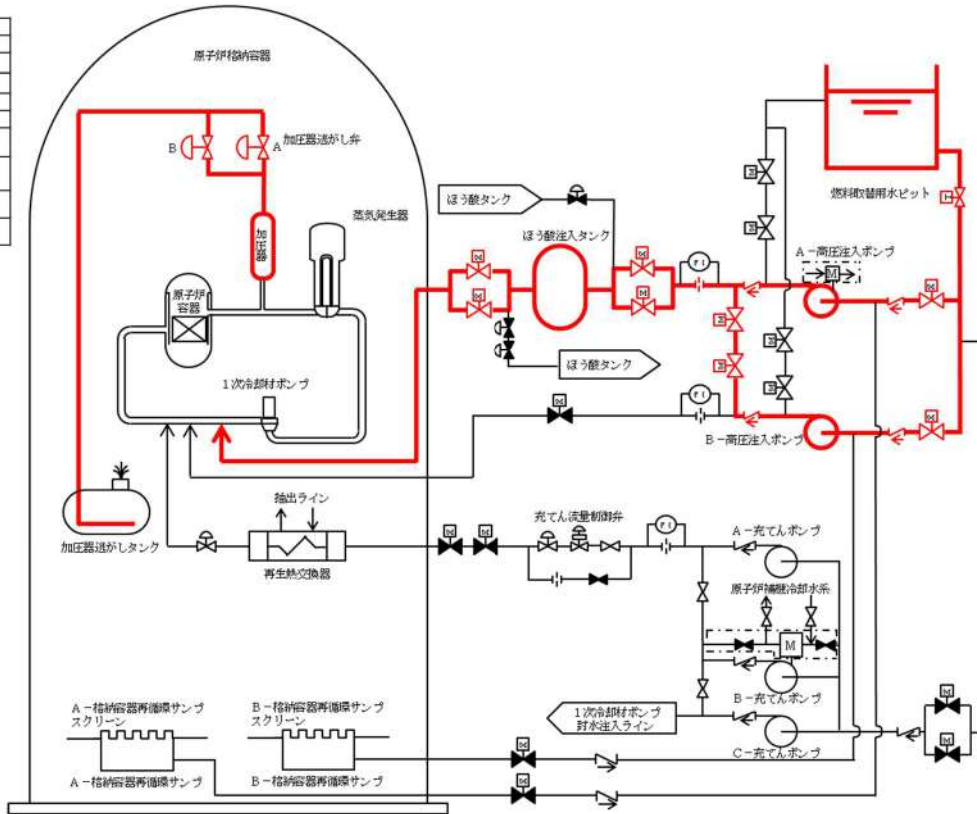 原子炉格納容器
B
A
加圧器逃がし弁
蒸気発生器
加圧器
原子炉
容器
1次冷却材ポンプ
加圧器逃がしタンク
抽出ライン
再生熱交換器
ほう酸タンク
M
ほう酸注入タンク
M
FI
M
M
M
ほう酸タンク
M
FI
M
M
M
M
M
M
燃料取替用水ピット
A-高圧注入ポンプ
M
M
B-高圧注入ポンプ
M
M
M
充てん流量制御弁
FI
A-充てんポンプ
原子炉補機冷却水系
M
B-充てんポンプ
1次冷却材ポンプ
封水注入ライン
C-充てんポンプ
M
M
A-格納容器再循環サンプ
スクリーン
B-格納容器再循環サンプ
スクリーン
A-格納容器再循環サンプ
B-格納容器再循環サンプ
M
M